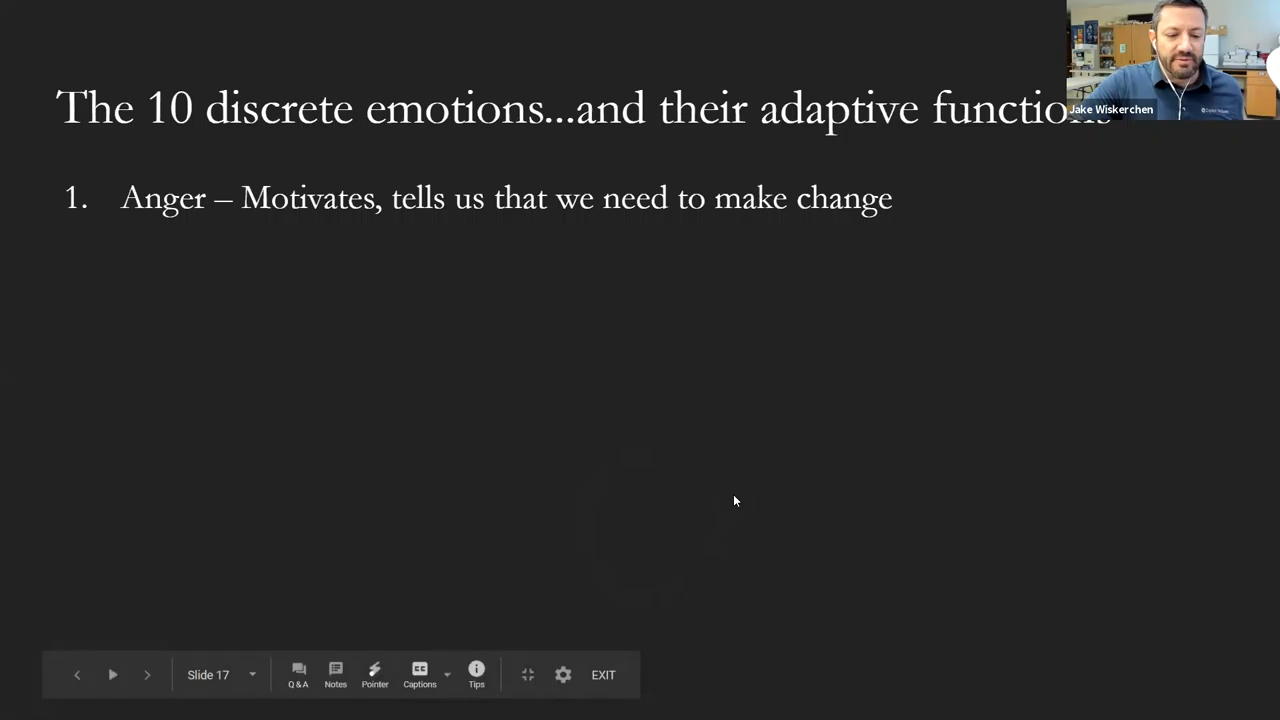 The 10 discrete emotions...and their adaptive functions
Jake Wiskerchen
1. Anger – Motivates, tells us that we need to make change
Slide 17
Q & A
Notes
Pointer
CC
Captions
Tips
EXIT